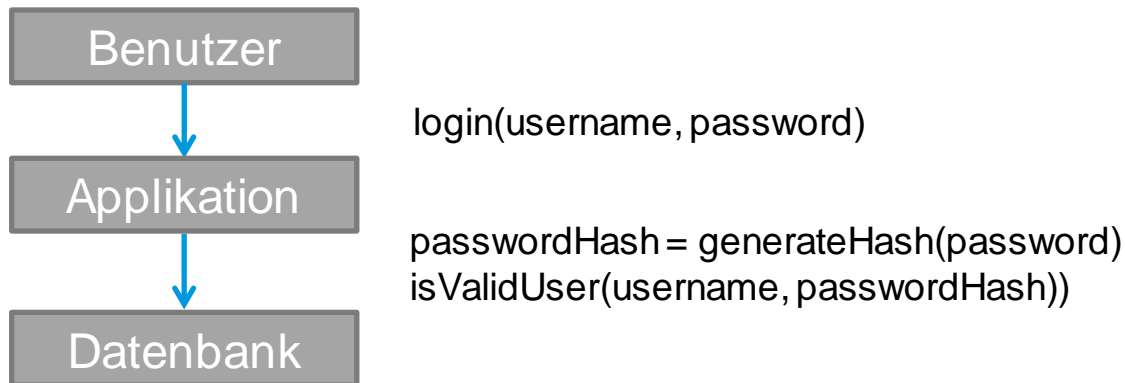 Benutzer
login(username, password)
Applikation
passwordHash = generateHash(password)
isValidUser(username, passwordHash))
Datenbank